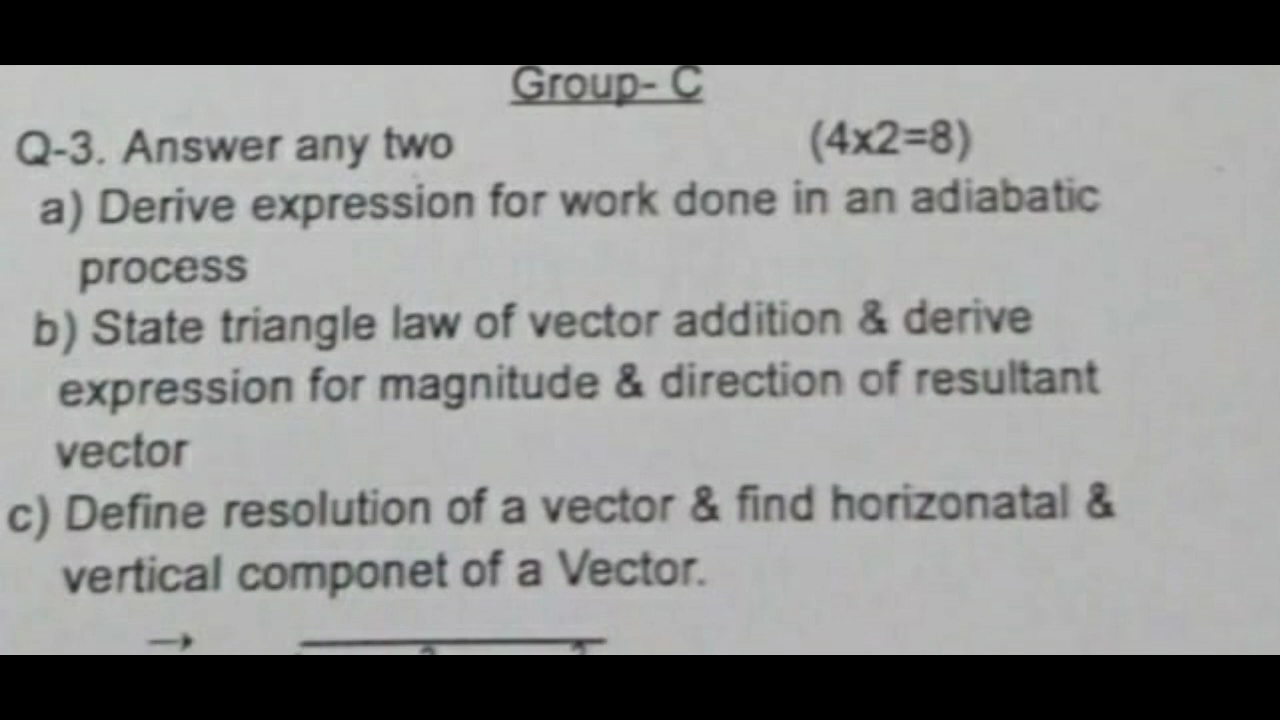 Group- C
Q-3. Answer any two (4x2=8)
a) Derive expression for work done in an adiabatic
process
b) State triangle law of vector addition & derive
expression for magnitude & direction of resultant
vector
c) Define resolution of a vector & find horizonatal &
vertical componet of a Vector.